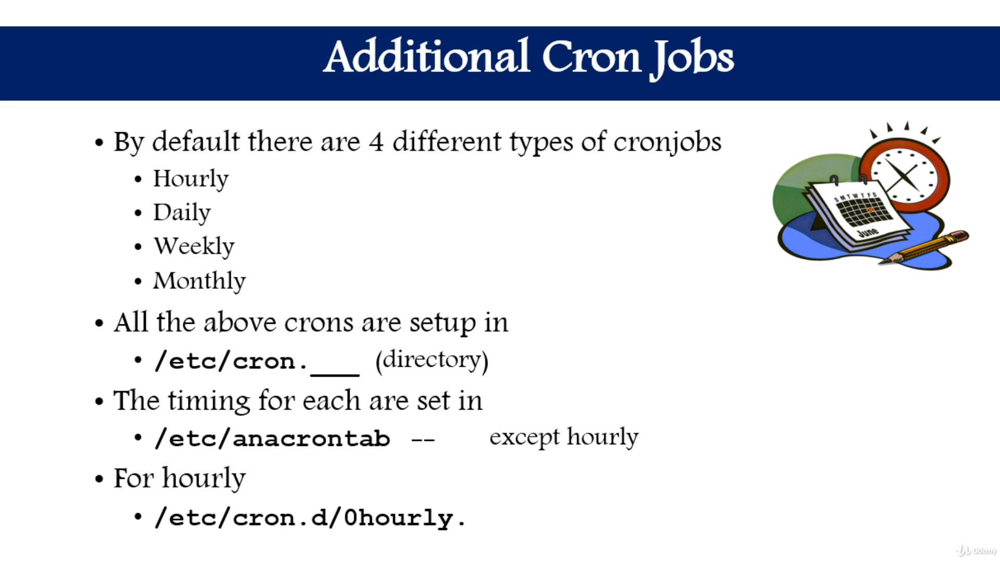 Additional Cron Jobs
• By default there are 4 different types of cronjobs
• Hourly
• Daily
• Weekly
• Monthly
• All the above crons are setup in
• /etc/cron.___ (directory)
• The timing for each are set in
• /etc/anacrontab -- except hourly
• For hourly
• /etc/cron.d/0hourly.
S M T W T F S
June
Udemy